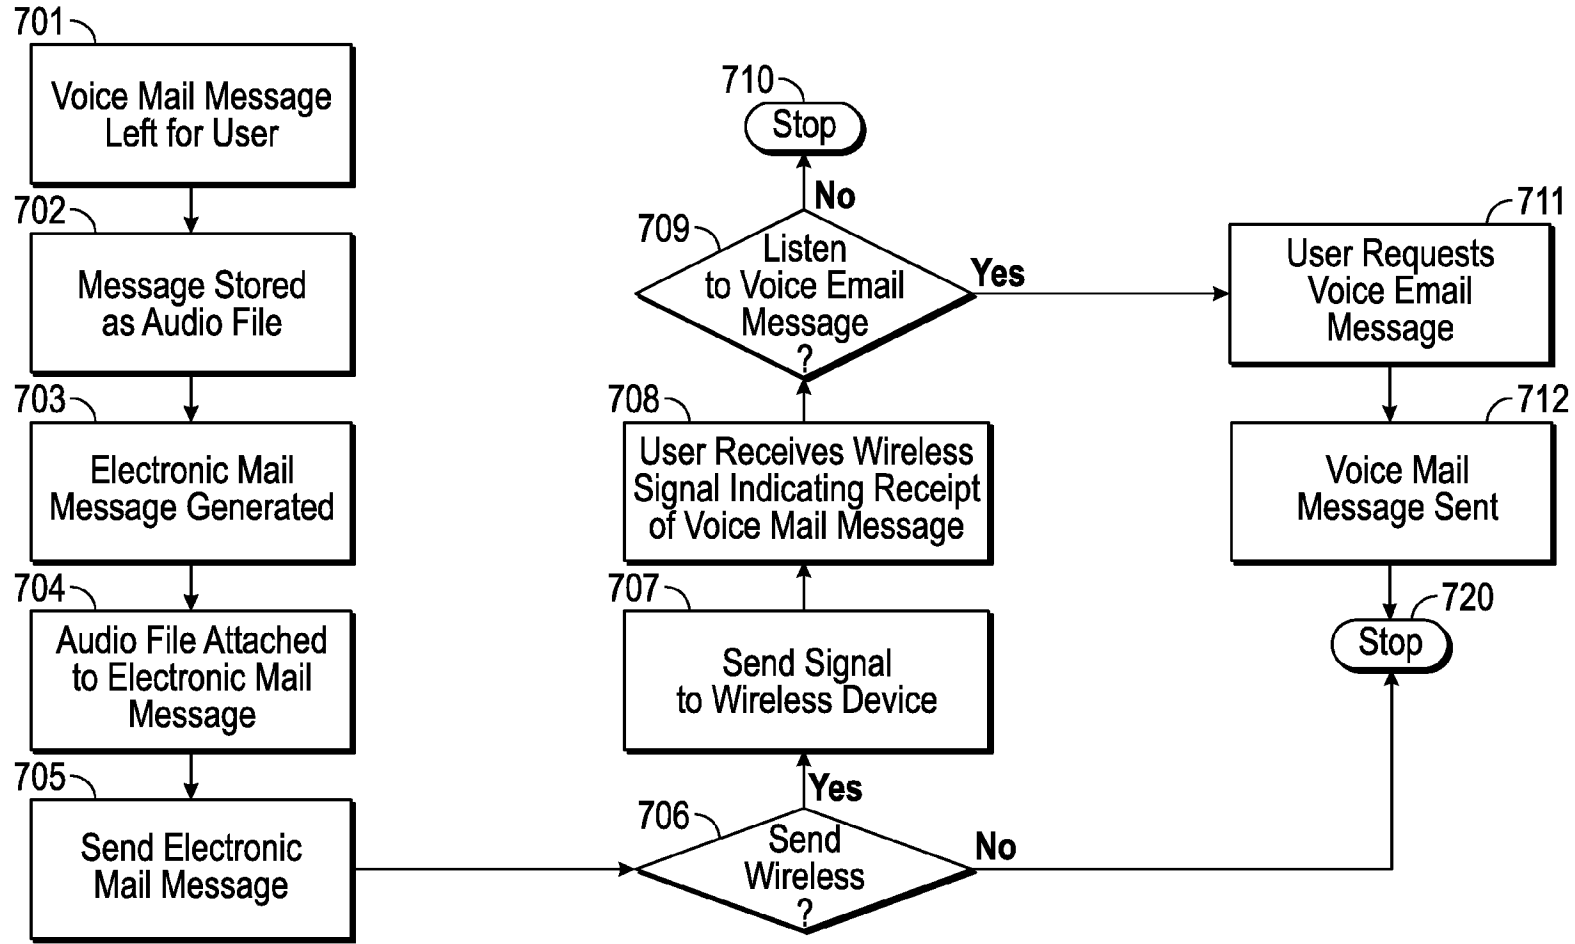 701
Voice Mail Message
Left for User
702
Message Stored
as Audio File
703
Electronic Mail
Message Generated
704
Audio File Attached
to Electronic Mail
Message
705
Send Electronic
Mail Message
706
Send
Wireless
?
Yes
No
707
Send Signal
to Wireless Device
708
User Receives Wireless
Signal Indicating Receipt
of Voice Mail Message
709
Listen
to Voice Email
Message
?
No
Yes
710
Stop
711
User Requests
Voice Email
Message
712
Voice Mail
Message Sent
720
Stop